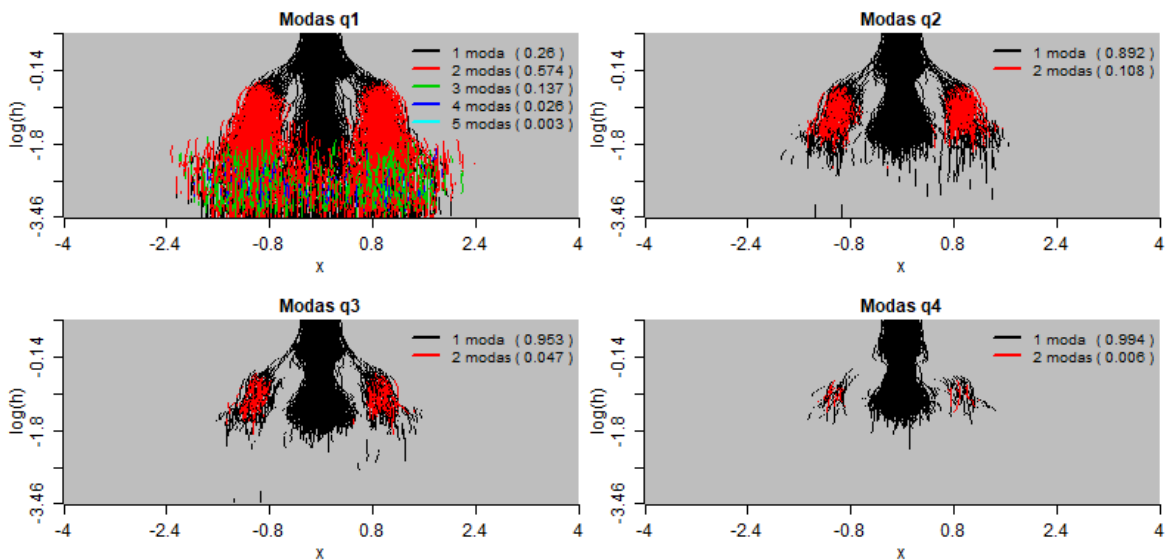 Modas q1
1 moda ( 0.26 )
2 modas ( 0.574 )
3 modas ( 0.137 )
4 modas ( 0.026 )
5 modas ( 0.003 )
log(h)
-0.14
-1.8
-3.46
-4 -2.4 -0.8 0.8 2.4 4
x
Modas q2
1 moda ( 0.892 )
2 modas ( 0.108 )
log(h)
-0.14
-1.8
-3.46
-4 -2.4 -0.8 0.8 2.4 4
x
Modas q3
1 moda ( 0.953 )
2 modas ( 0.047 )
log(h)
-0.14
-1.8
-3.46
-4 -2.4 -0.8 0.8 2.4 4
x
Modas q4
1 moda ( 0.994 )
2 modas ( 0.006 )
log(h)
-0.14
-1.8
-3.46
-4 -2.4 -0.8 0.8 2.4 4
x